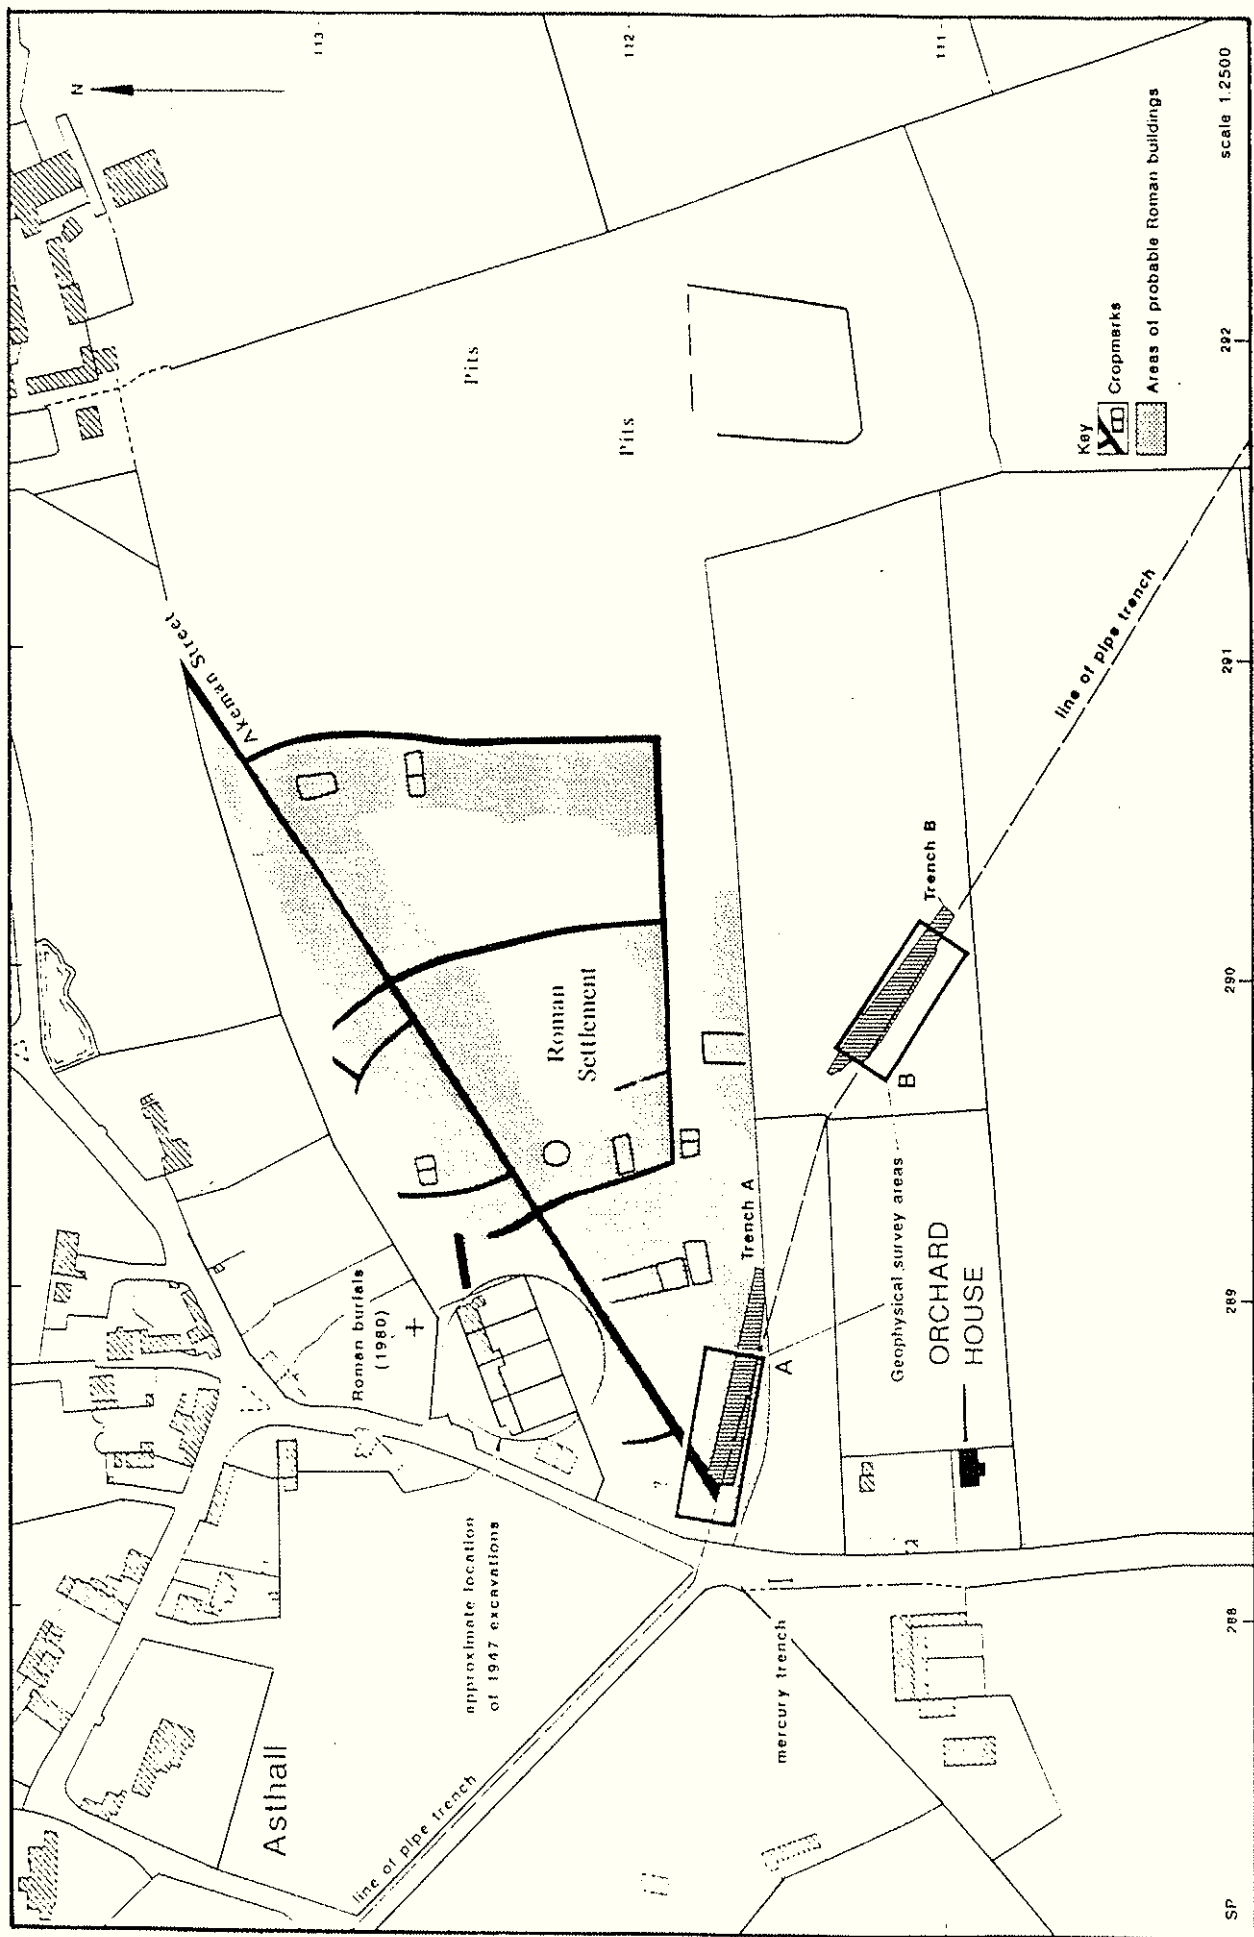 N
113
112
111
Akeman Street
Pits
Pits
Roman
Settlement
Roman burials
(1980)
Asthall
approximate location
of 1947 excavations
?
line of pipe trench
mercury trench
Trench A
A
Trench B
B
Geophysical survey areas
ORCHARD
HOUSE
line of pipe trench
Key
Cropmarks
Areas of probable Roman buildings
SP
288
289
290
291
292
scale 1:2500